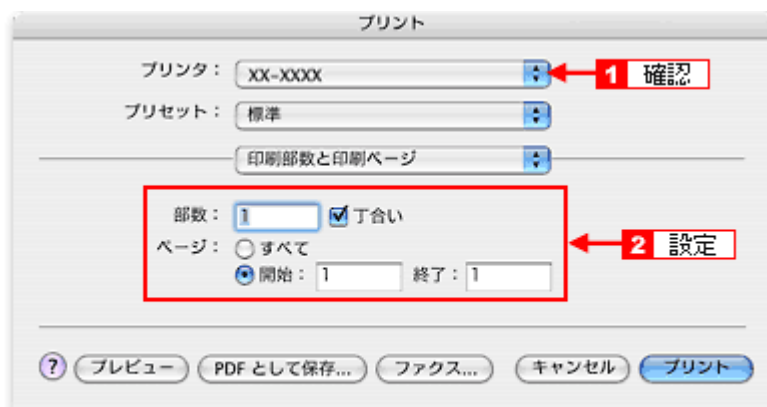 プリント
プリンタ： XX-XXXX 1 確認
プリセット： 標準
印刷部数と印刷ページ
部数： 1 丁合い
ページ： すべて
2 設定
開始： 1 終了： 1
? プレビュー PDF として保存... ファクス... キャンセル プリント